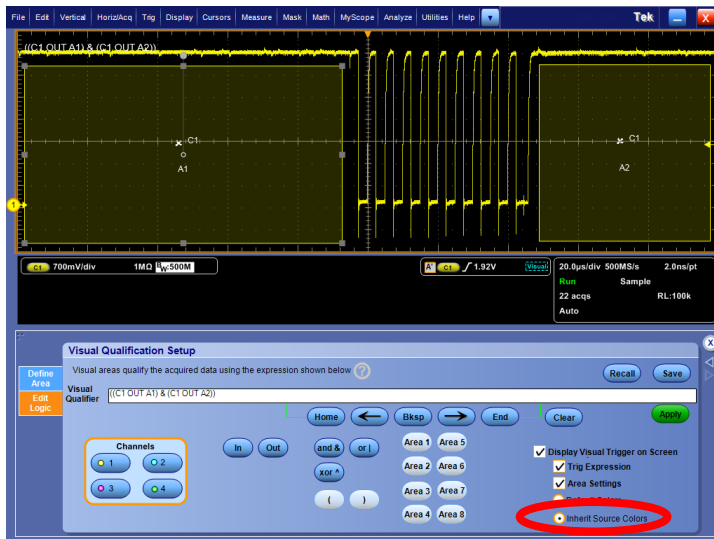 File Edit Vertical Horiz/Acq Trig Display Cursors Measure Mask Math MyScope Analyze Utilities Help Tek X
((C1 OUT A1) & (C1 OUT A2))
C1 C1
A1 A2
1
C1 700mV/div 1MΩ BW:500M
A' C1 1.92V Visual
20.0µs/div 500MS/s 2.0ns/pt
Run Sample
22 acqs RL:100k
Auto
Visual Qualification Setup X
Visual areas qualify the acquired data using the expression shown below ?
Recall Save
Define Area
Edit Logic
Visual Qualifier ((C1 OUT A1) & (C1 OUT A2))
Home Bksp End Clear Apply
Channels
1 2
3 4
In Out
and & or |
xor ^
( )
Area 1 Area 5
Area 2 Area 6
Area 3 Area 7
Area 4 Area 8
Display Visual Trigger on Screen
Trig Expression
Area Settings
Inherit Source Colors